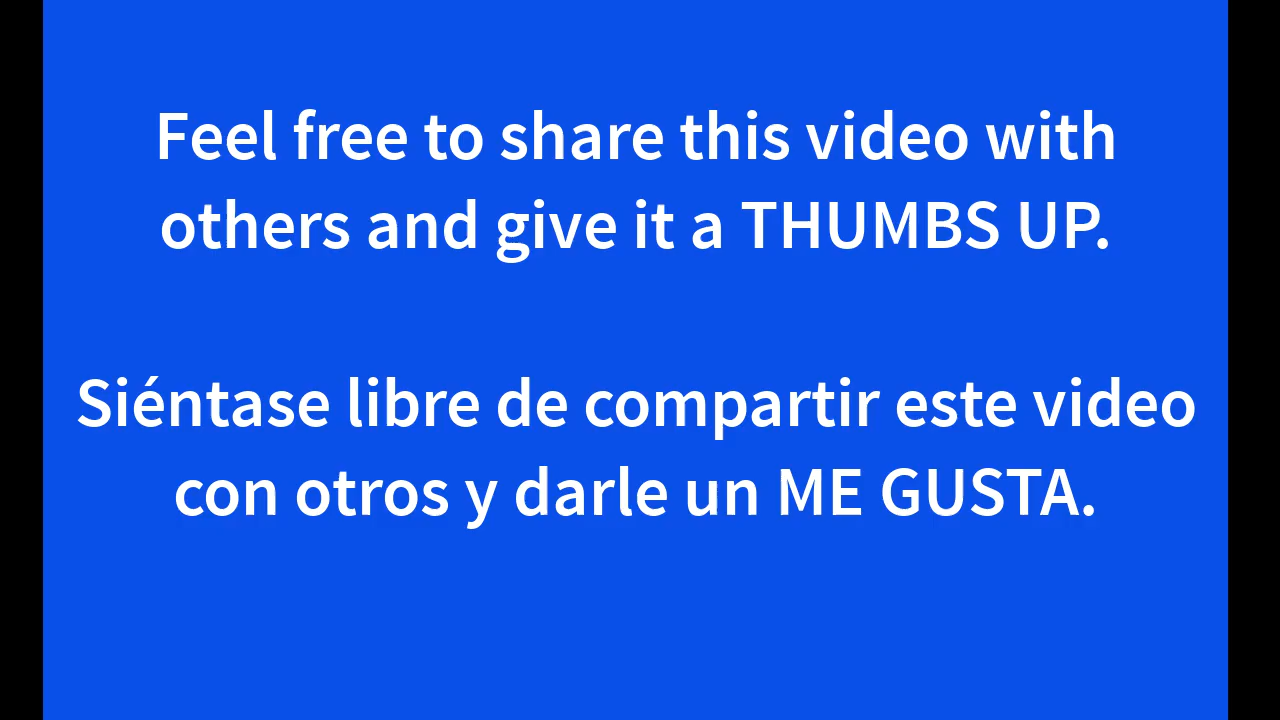 Feel free to share this video with
others and give it a THUMBS UP.
Siéntase libre de compartir este video
con otros y darle un ME GUSTA.